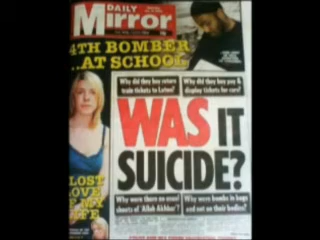 DAILY
Mirror
4TH BOMBER
..AT SCHOOL
Why did they buy return
train tickets to Luton?
Why did they buy pay &
display tickets for cars?
WAS IT
SUICIDE?
Why were there no usual
shouts of 'Allah Akhbar'?
Why were bombs in bags
and not on their bodies?
LOST
LOVE
OF MY
LIFE